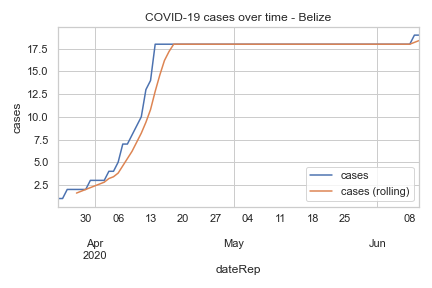 COVID-19 cases over time - Belize
17.5
15.0
12.5
10.0
7.5
5.0
2.5
cases
cases
cases (rolling)
30 06 13 20 27 04 11 18 25 08
Apr May Jun
2020
dateRep